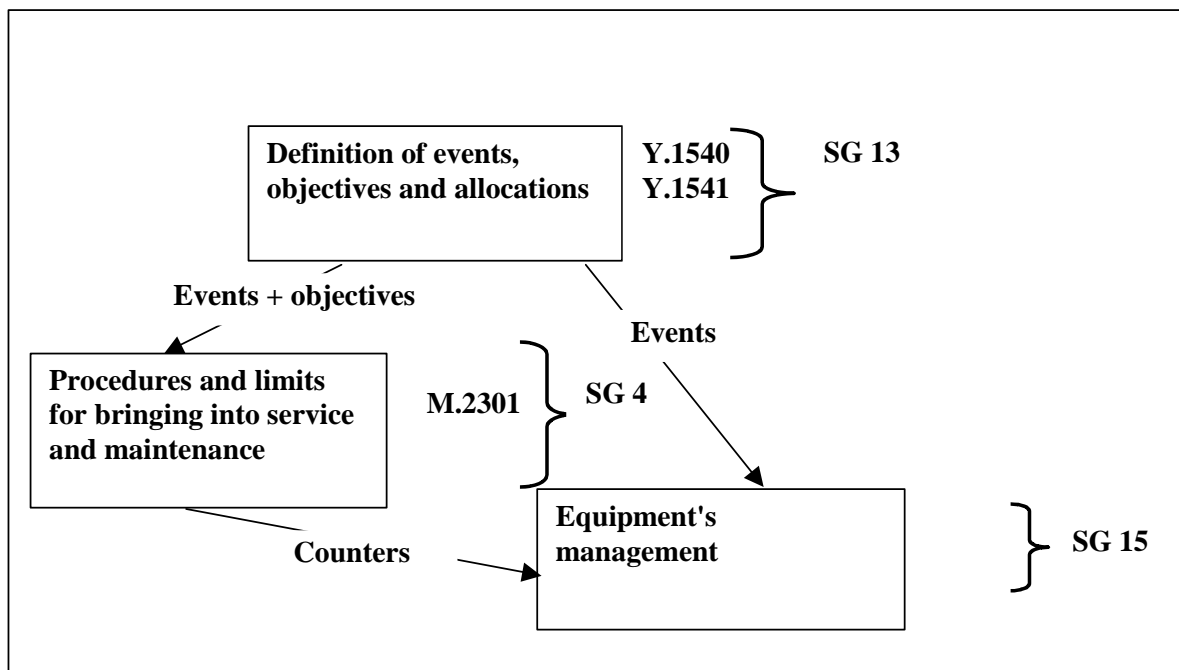 Definition of events,
objectives and allocations
Y.1540
Y.1541
SG 13
Events + objectives
Events
Procedures and limits
for bringing into service
and maintenance
M.2301
SG 4
Equipment's
management
SG 15
Counters